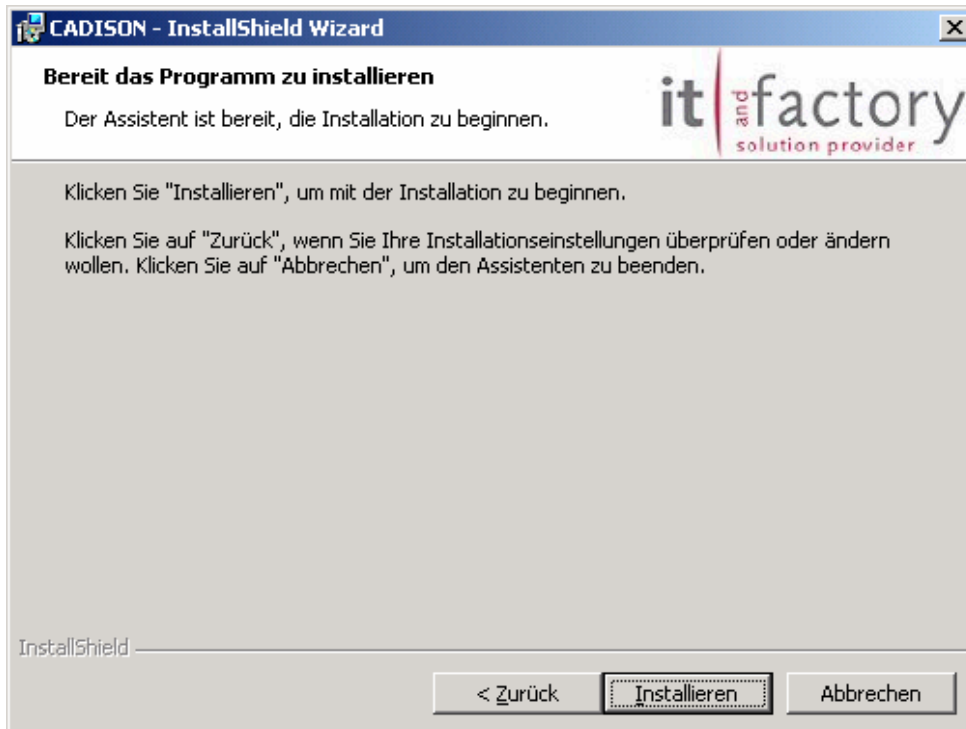 CADISON - InstallShield Wizard
Bereit das Programm zu installieren
Der Assistent ist bereit, die Installation zu beginnen.
it and factory
solution provider
Klicken Sie "Installieren", um mit der Installation zu beginnen.
Klicken Sie auf "Zurück", wenn Sie Ihre Installationseinstellungen überprüfen oder ändern
wollen. Klicken Sie auf "Abbrechen", um den Assistenten zu beenden.
InstallShield
< Zurück Installieren Abbrechen